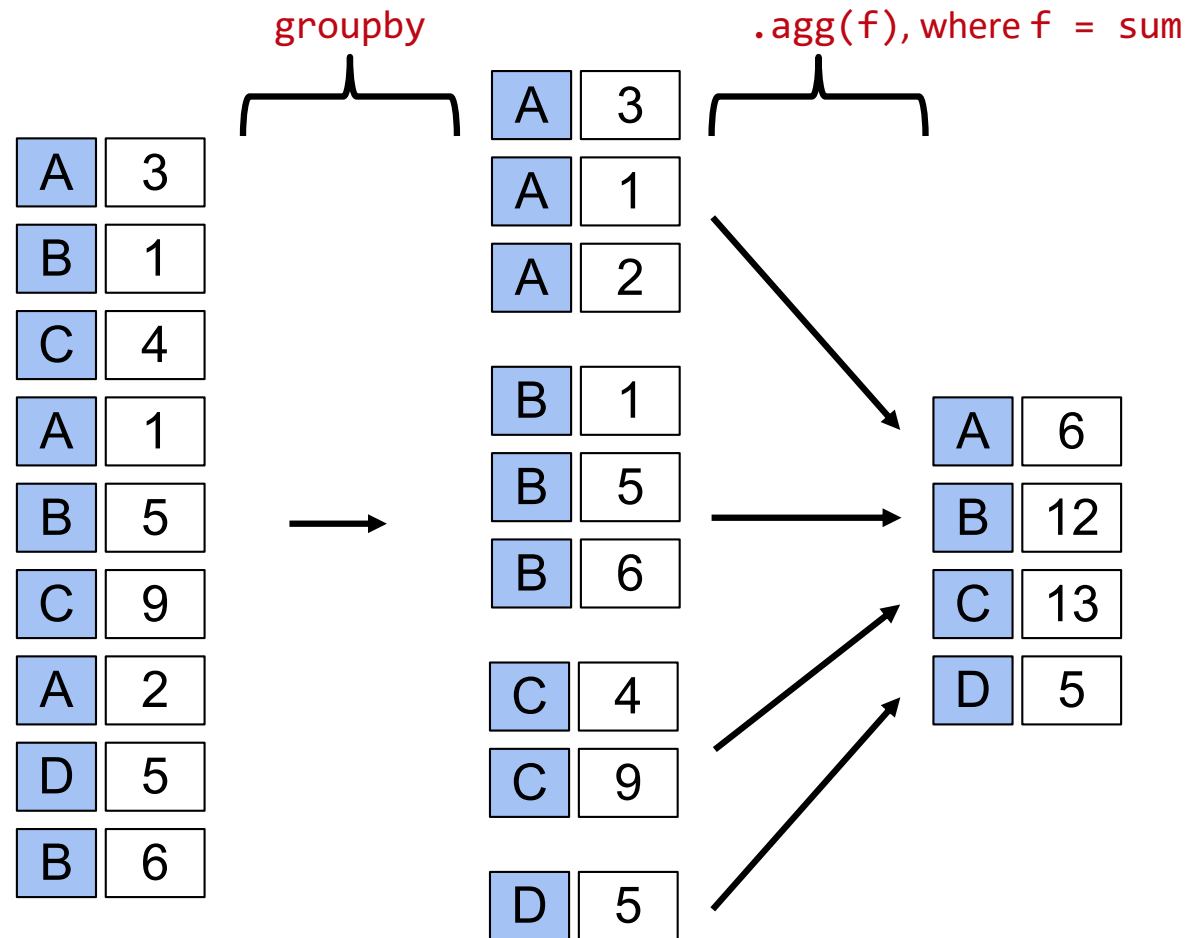 groupby
.agg(f), where f = sum
A 3
B 1
C 4
A 1
B 5
C 9
A 2
D 5
B 6
A 3
A 1
A 2
B 1
B 5
B 6
C 4
C 9
D 5
A 6
B 12
C 13
D 5